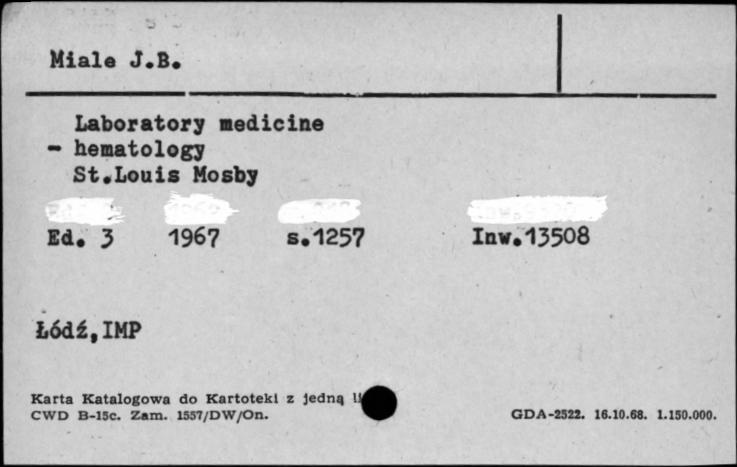 Miale J.B.
Laboratory medicine
- hematology
St.Louis Mosby
Ed. 3 1967 s.1257 Inw.13508
Łódź,IMP
Karta Katalogowa do Kartoteki z jedną
CWD B-15c. Zam. 1557/DW/On. GDA-2522. 16.10.68. 1.150.000.